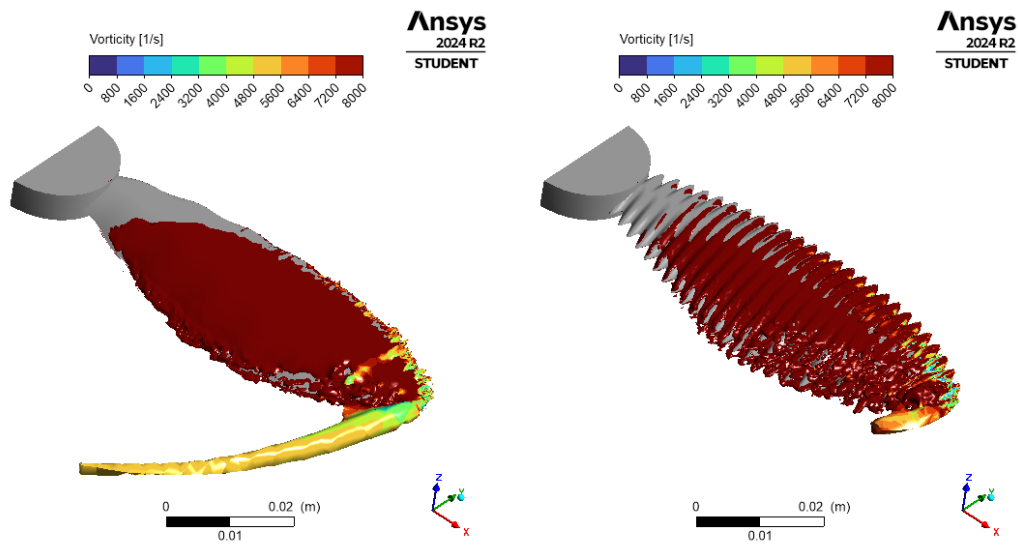 Ansys
2024 R2
STUDENT
Vorticity [1/s]
0 800 1600 2400 3200 4000 4800 5600 6400 7200 8000
0 0.02 (m)
0.01
Z
Y
X
Ansys
2024 R2
STUDENT
Vorticity [1/s]
0 800 1600 2400 3200 4000 4800 5600 6400 7200 8000
0 0.02 (m)
0.01
Z
Y
X